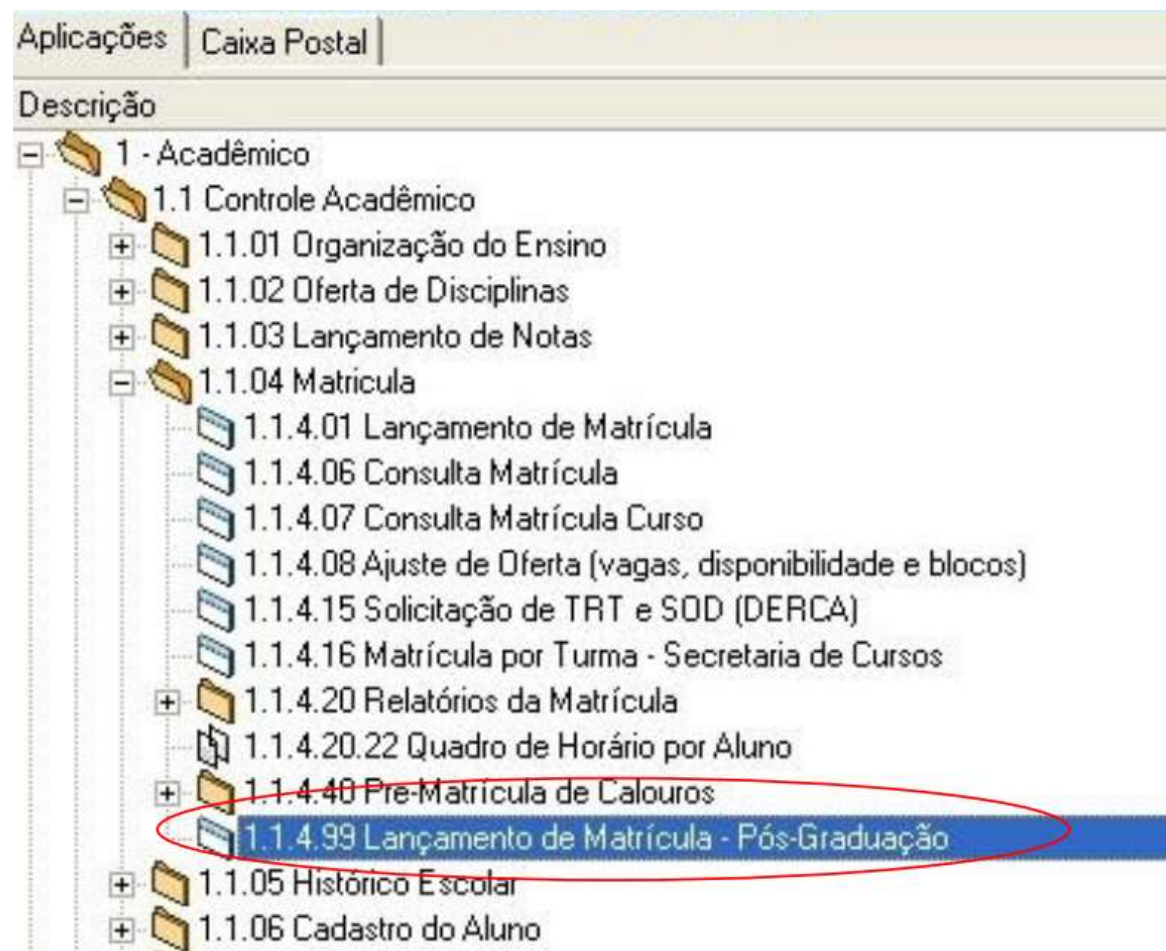 Aplicações Caixa Postal
Descrição
1 - Acadêmico
1.1 Controle Acadêmico
1.1.01 Organização do Ensino
1.1.02 Oferta de Disciplinas
1.1.03 Lançamento de Notas
1.1.04 Matricula
1.1.4.01 Lançamento de Matrícula
1.1.4.06 Consulta Matrícula
1.1.4.07 Consulta Matrícula Curso
1.1.4.08 Ajuste de Oferta (vagas, disponibilidade e blocos)
1.1.4.15 Solicitação de TRT e SOD (DERCA)
1.1.4.16 Matrícula por Turma - Secretaria de Cursos
1.1.4.20 Relatórios da Matrícula
1.1.4.20.22 Quadro de Horário por Aluno
1.1.4.40 Pre-Matrícula de Calouros
1.1.4.99 Lançamento de Matrícula - Pós-Graduação
1.1.05 Histórico Escolar
1.1.06 Cadastro do Aluno